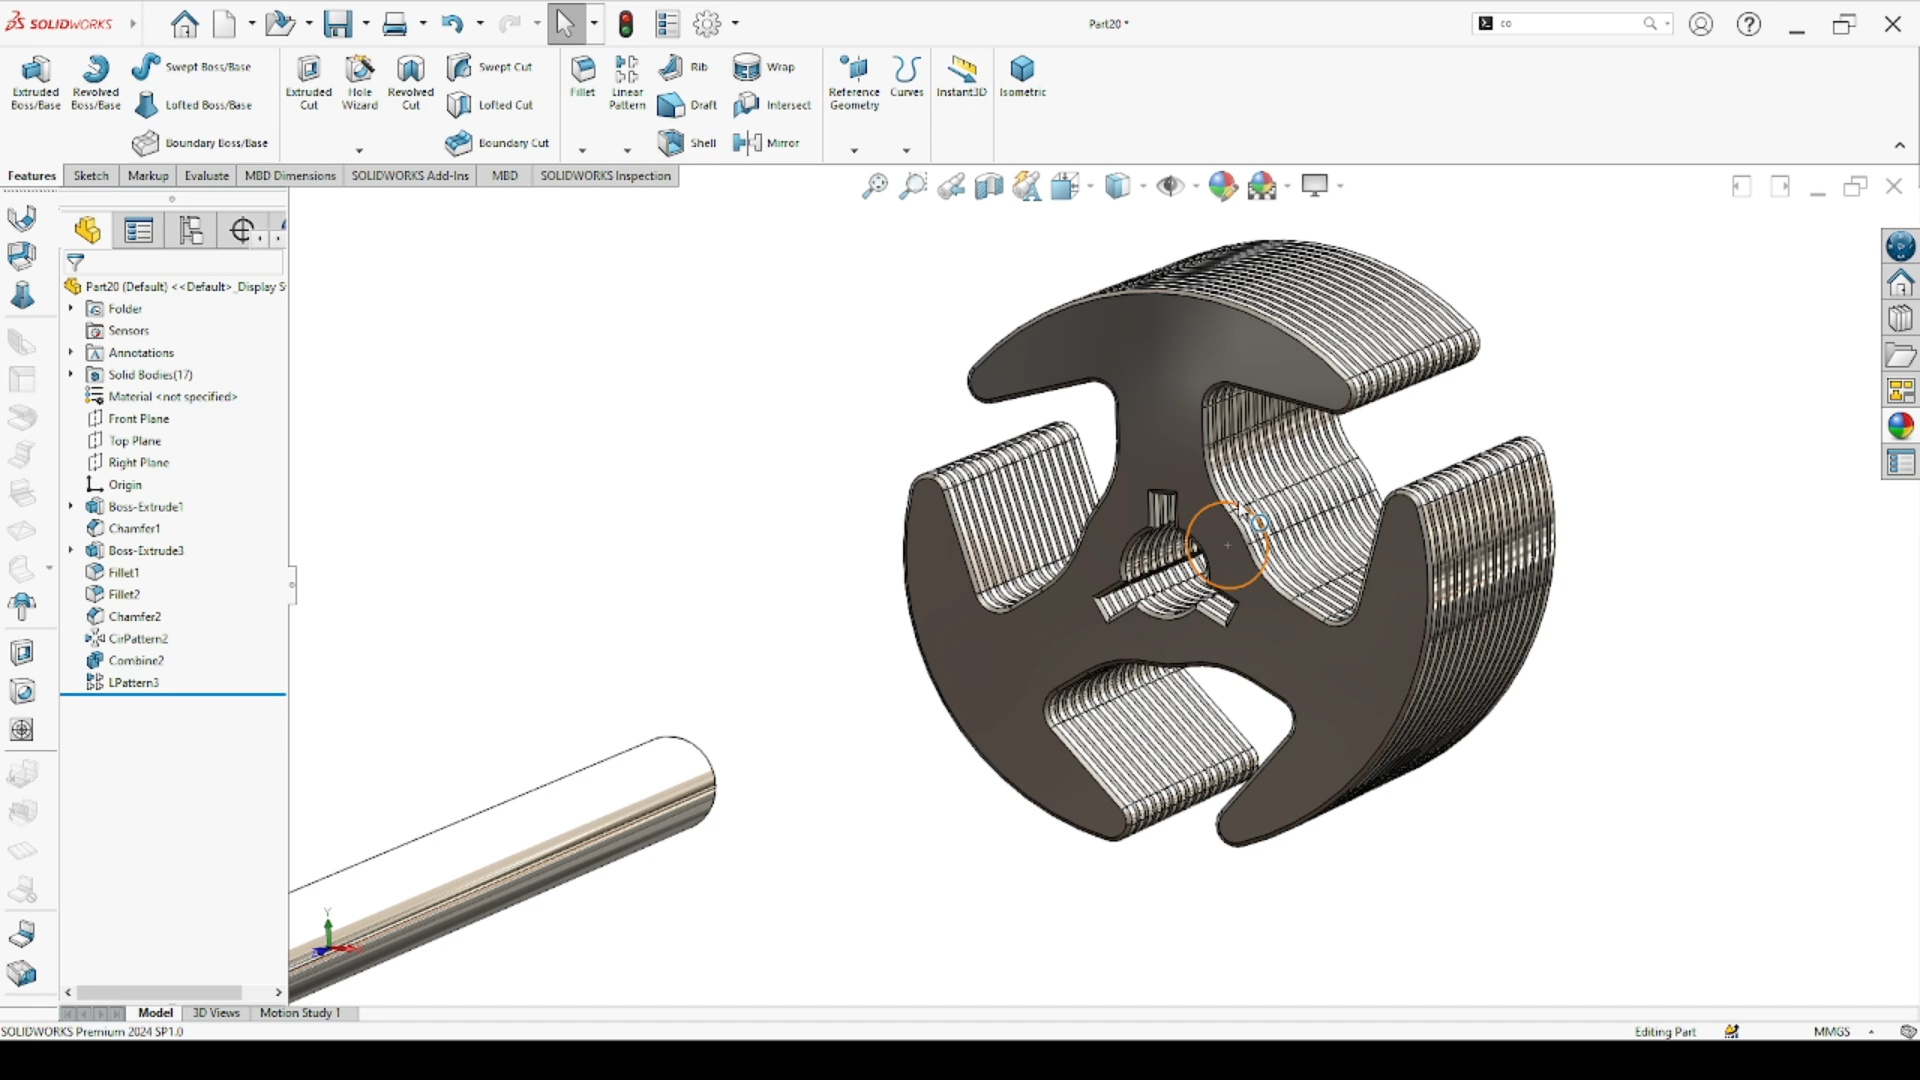 SOLIDWORKS
Part20 *
co
Extruded Boss/Base
Revolved Boss/Base
Swept Boss/Base
Lofted Boss/Base
Boundary Boss/Base
Extruded Cut
Hole Wizard
Revolved Cut
Swept Cut
Lofted Cut
Boundary Cut
Fillet
Linear Pattern
Rib
Draft
Shell
Wrap
Intersect
Mirror
Reference Geometry
Curves
Instant3D
Isometric
Features
Sketch
Markup
Evaluate
MBD Dimensions
SOLIDWORKS Add-Ins
MBD
SOLIDWORKS Inspection
Part20 (Default) <<Default>_Display S
Folder
Sensors
Annotations
Solid Bodies(17)
Material <not specified>
Front Plane
Top Plane
Right Plane
Origin
Boss-Extrude1
Chamfer1
Boss-Extrude3
Fillet1
Fillet2
Chamfer2
CirPattern2
Combine2
LPattern3
Y
Model
3D Views
Motion Study 1
SOLIDWORKS Premium 2024 SP1.0
Editing Part
MMGS